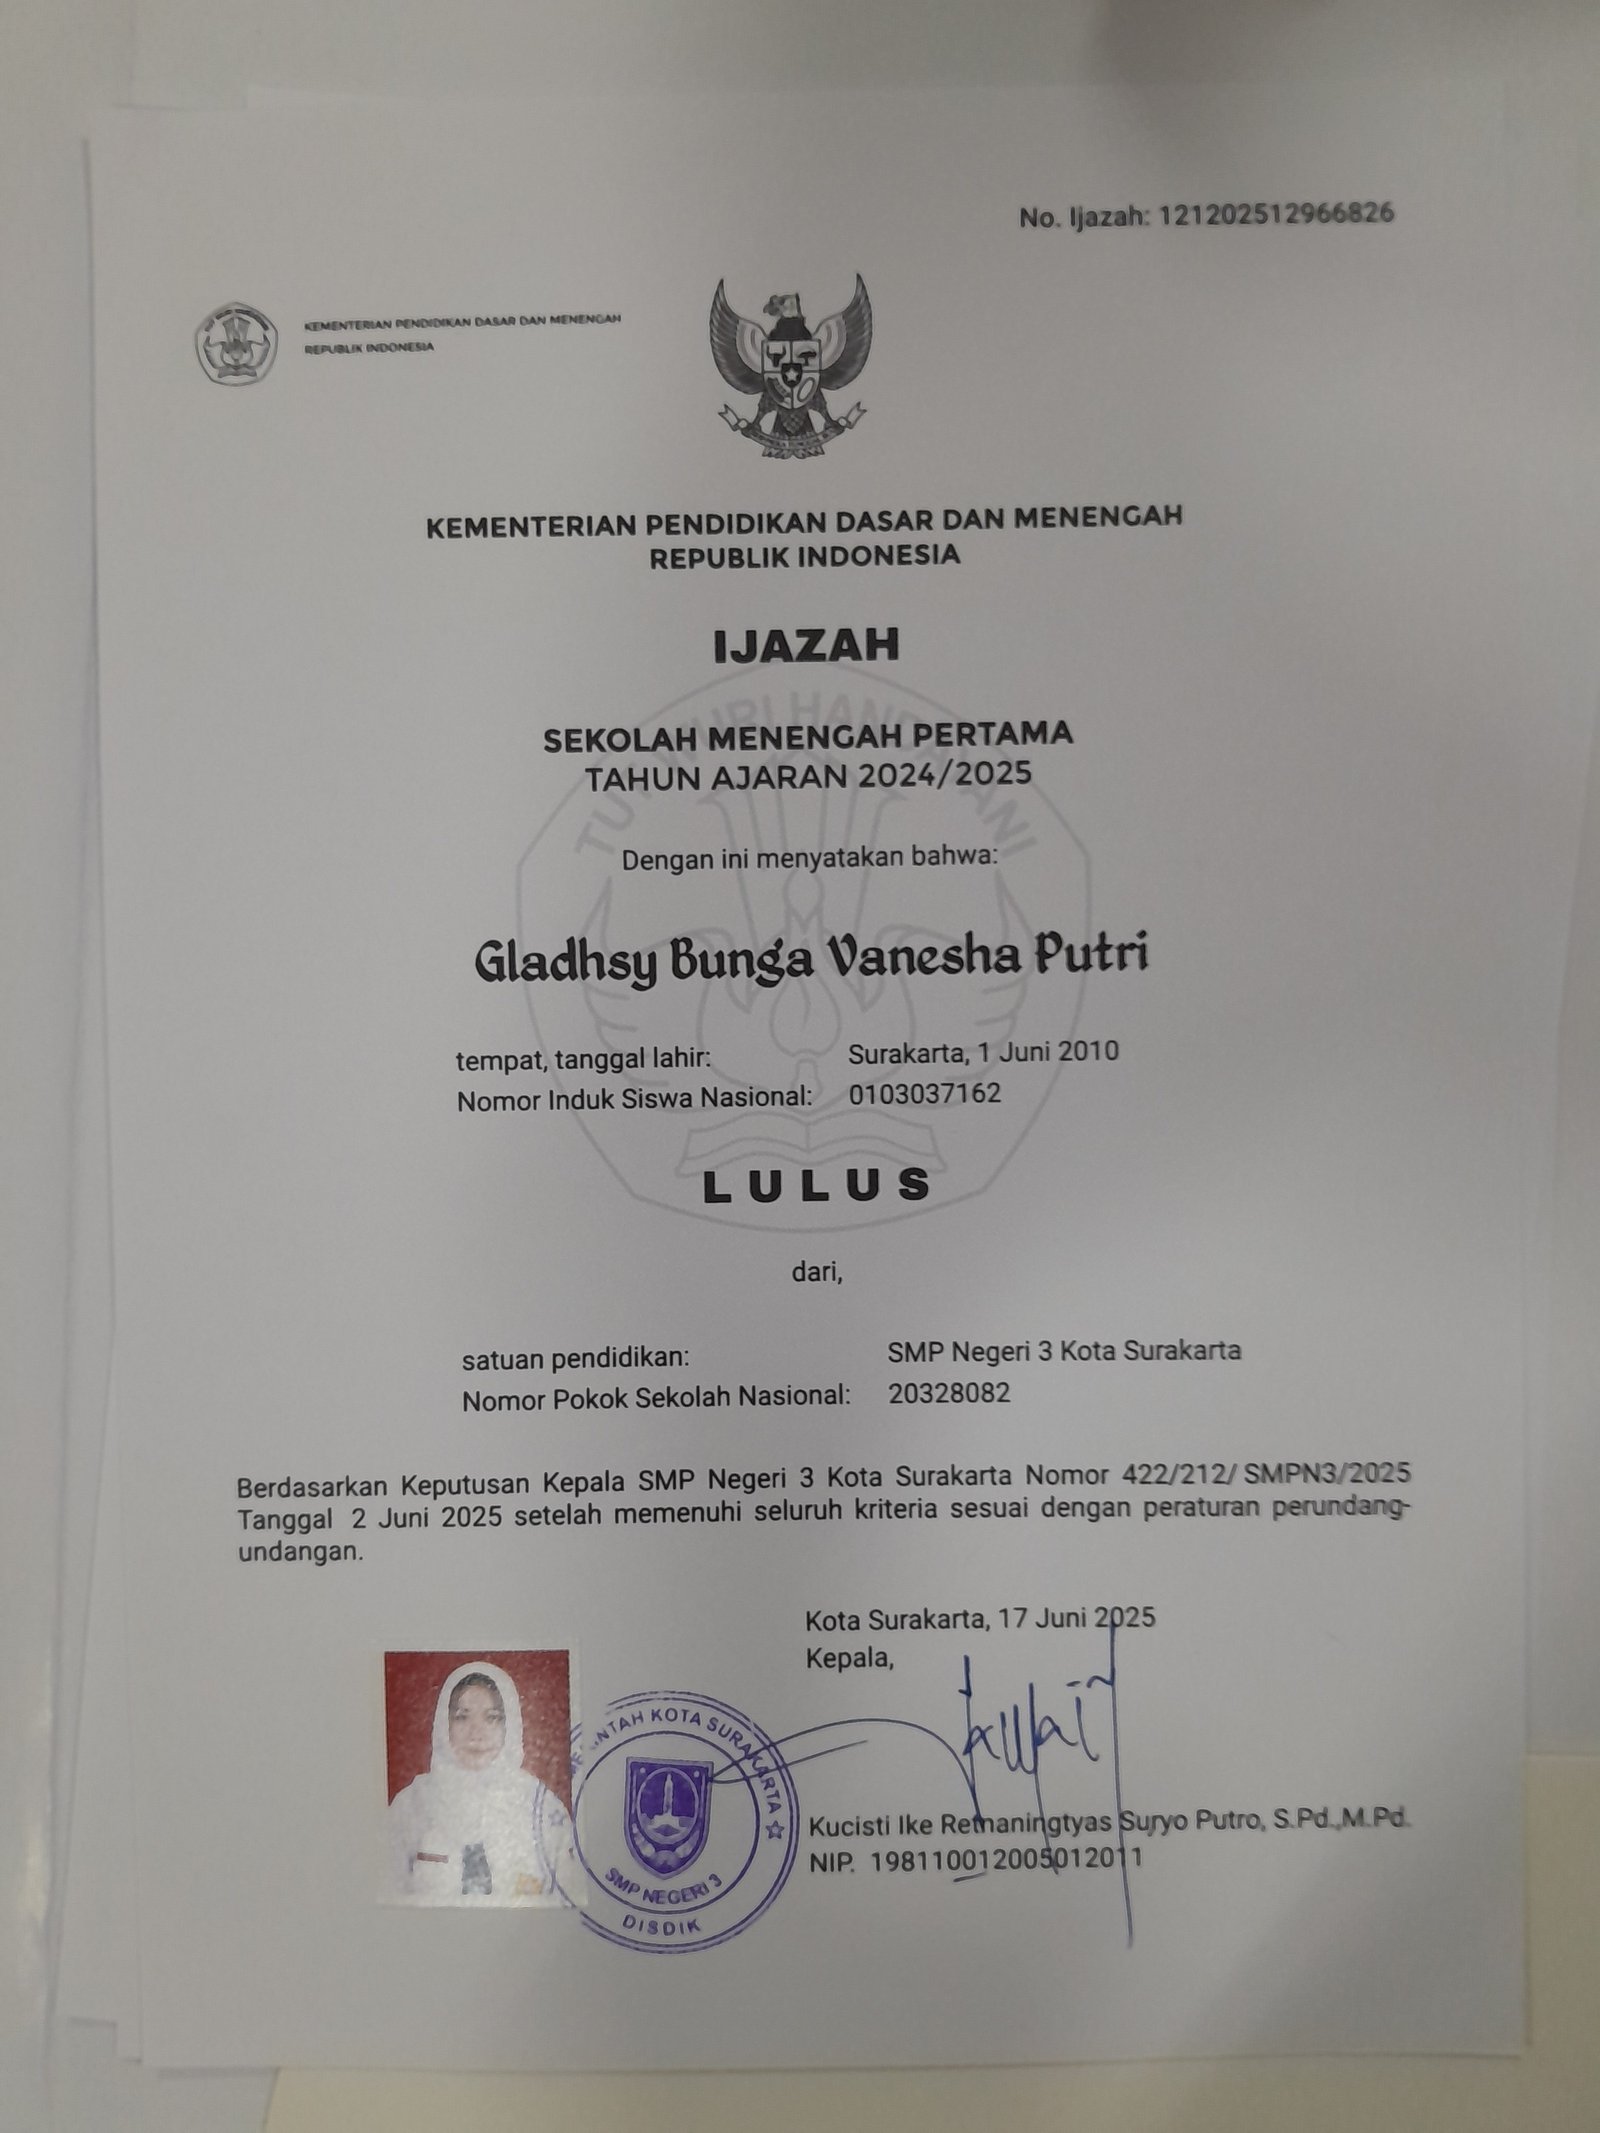 No. Ijazah: 121202512966826
KEMENTERIAN PENDIDIKAN DASAR DAN MENENGAH
REPUBLIK INDONESIA
KEMENTERIAN PENDIDIKAN DASAR DAN MENENGAH
REPUBLIK INDONESIA
IJAZAH
SEKOLAH MENENGAH PERTAMA
TAHUN AJARAN 2024/2025
TUT WURI HANDAYANI
Dengan ini menyatakan bahwa:
Gladhsy Bunga Vanesha Putri
tempat, tanggal lahir: Surakarta, 1 Juni 2010
Nomor Induk Siswa Nasional: 0103037162
L U L U S
dari,
satuan pendidikan: SMP Negeri 3 Kota Surakarta
Nomor Pokok Sekolah Nasional: 20328082
Berdasarkan Keputusan Kepala SMP Negeri 3 Kota Surakarta Nomor 422/212/ SMPN3/2025
Tanggal 2 Juni 2025 setelah memenuhi seluruh kriteria sesuai dengan peraturan perundang-
undangan.
Kota Surakarta, 17 Juni 2025
Kepala,
KOTA SURAKARTA
SMP NEGERI 3
DISDIK
Kucisti Ike Retnaningtyas Suryo Putro, S.Pd.,M.Pd.
NIP. 198110012005012011